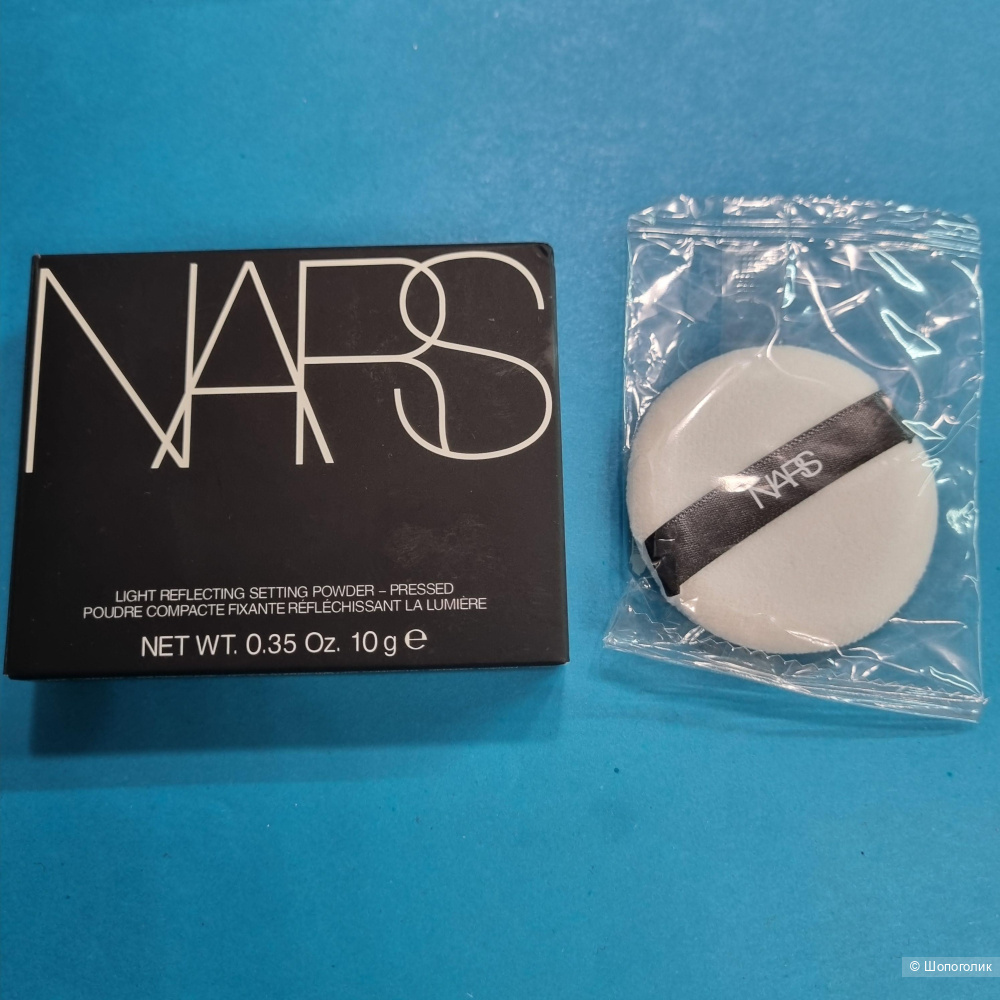 NARS
LIGHT REFLECTING SETTING POWDER – PRESSED
POUDRE COMPACTE FIXANTE RÉFLÉCHISSANT LA LUMIÈRE
NET WT. 0.35 Oz. 10 g ℮
NARS
© Шопоголик